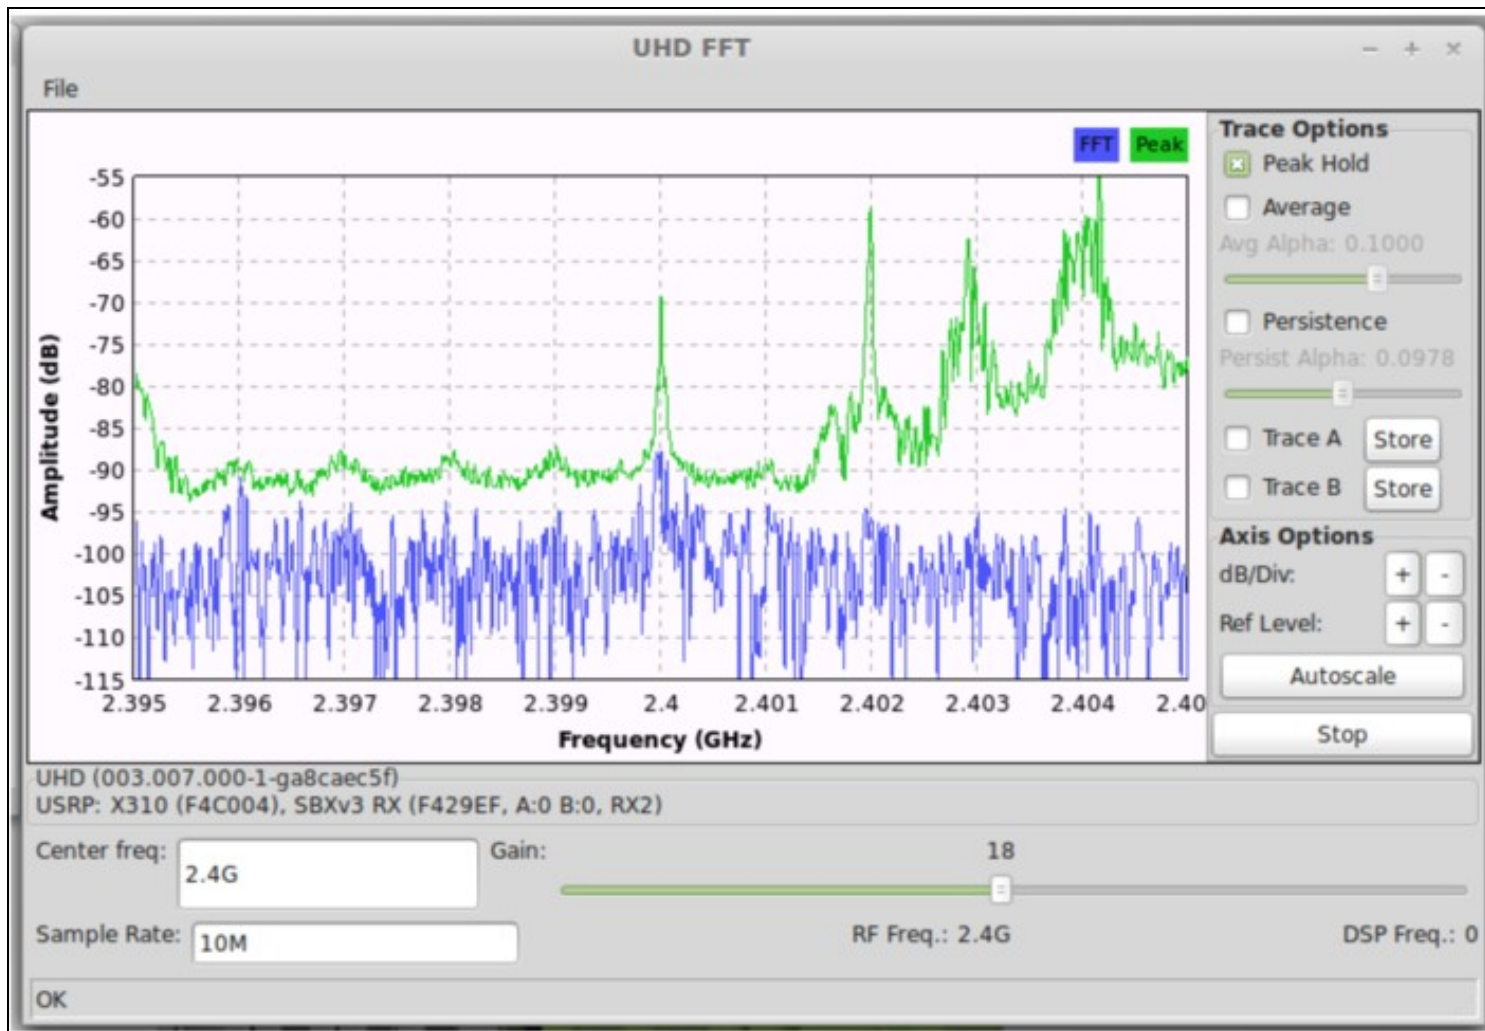 UHD FFT
File
FFT Peak
-55
-60
-65
-70
-75
-80
-85
-90
-95
-100
-105
-110
-115
Amplitude (dB)
2.395 2.396 2.397 2.398 2.399 2.4 2.401 2.402 2.403 2.404 2.40
Frequency (GHz)
Trace Options
Peak Hold
Average
Avg Alpha: 0.1000
Persistence
Persist Alpha: 0.0978
Trace A Store
Trace B Store
Axis Options
dB/Div: + -
Ref Level: + -
Autoscale
Stop
UHD (003.007.000-1-ga8caec5f)
USRP: X310 (F4C004), SBXv3 RX (F429EF, A:0 B:0, RX2)
Center freq: 2.4G Gain: 18
Sample Rate: 10M RF Freq.: 2.4G DSP Freq.: 0
OK